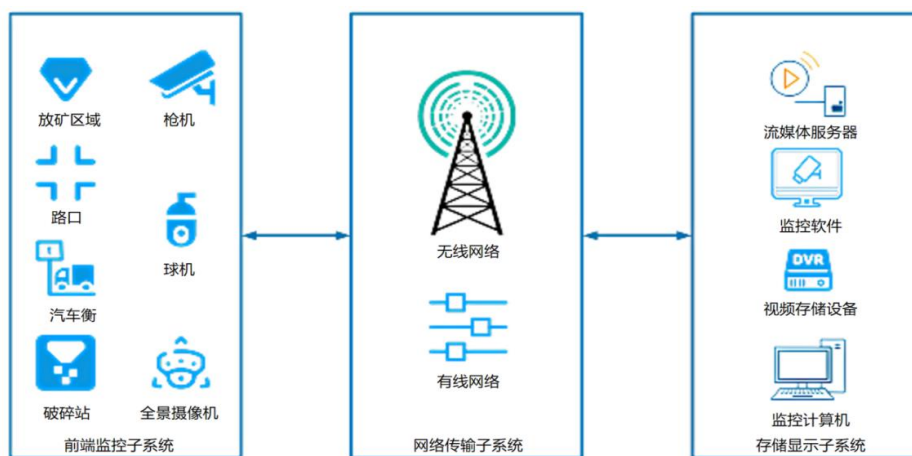 放矿区域
枪机
路口
球机
1
汽车衡
破碎站
全景摄像机
前端监控子系统
无线网络
有线网络
网络传输子系统
流媒体服务器
监控软件
DVR
视频存储设备
监控计算机
存储显示子系统